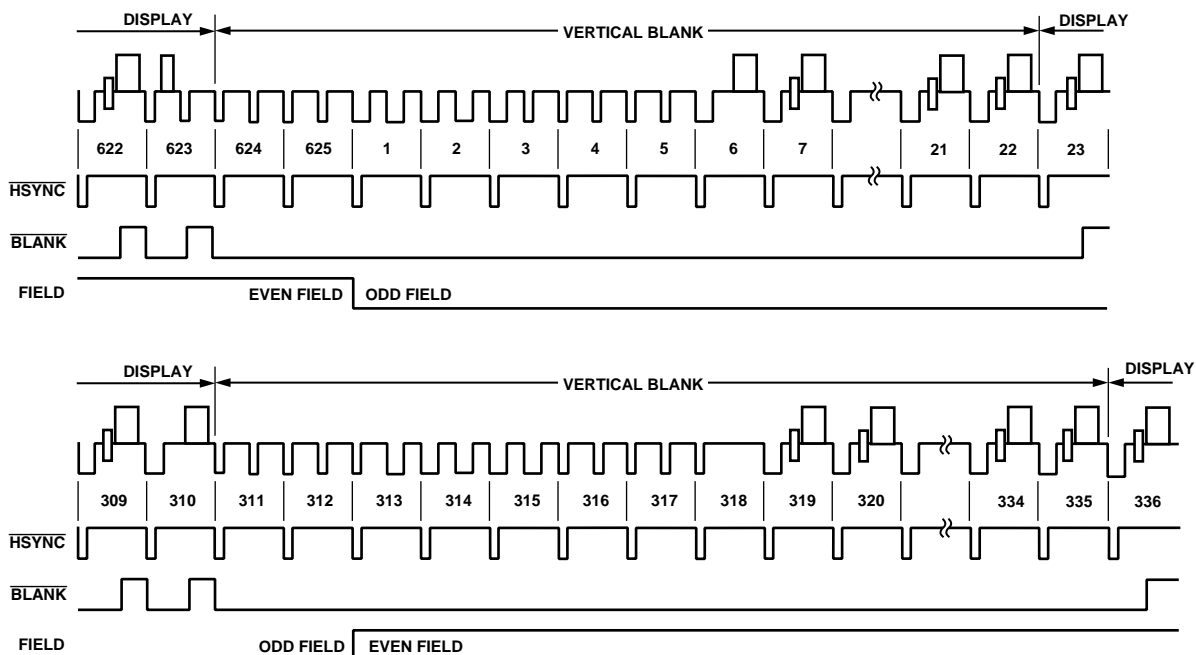 DISPLAY VERTICAL BLANK DISPLAY
622 623 624 625 1 2 3 4 5 6 7 21 22 23
HSYNC
BLANK
FIELD EVEN FIELD ODD FIELD
DISPLAY VERTICAL BLANK DISPLAY
309 310 311 312 313 314 315 316 317 318 319 320 334 335 336
HSYNC
BLANK
FIELD ODD FIELD EVEN FIELD